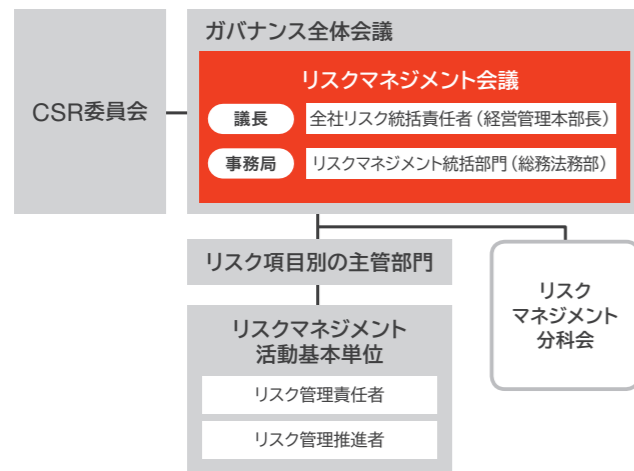 ガバナンス全体会議
CSR委員会
リスクマネジメント会議
議長
全社リスク統括責任者（経営管理本部長）
事務局
リスクマネジメント統括部門（総務法務部）
リスク項目別の主管部門
リスクマネジメント
活動基本単位
リスク管理責任者
リスク管理推進者
リスク
マネジメント
分科会